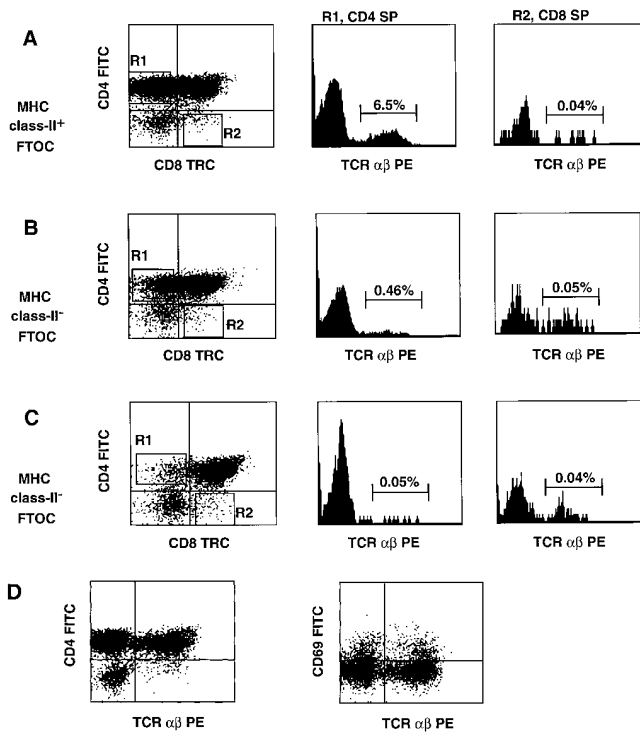 A
MHC
class-II⁺
FTOC
CD4 FITC
R1
R2
CD8 TRC
R1, CD4 SP
6.5%
TCR αβ PE
R2, CD8 SP
0.04%
TCR αβ PE
B
MHC
class-II⁻
FTOC
CD4 FITC
R1
R2
CD8 TRC
0.46%
TCR αβ PE
0.05%
TCR αβ PE
C
MHC
class-II⁻
FTOC
CD4 FITC
R1
R2
CD8 TRC
0.05%
TCR αβ PE
0.04%
TCR αβ PE
D
CD4 FITC
TCR αβ PE
CD69 FITC
TCR αβ PE